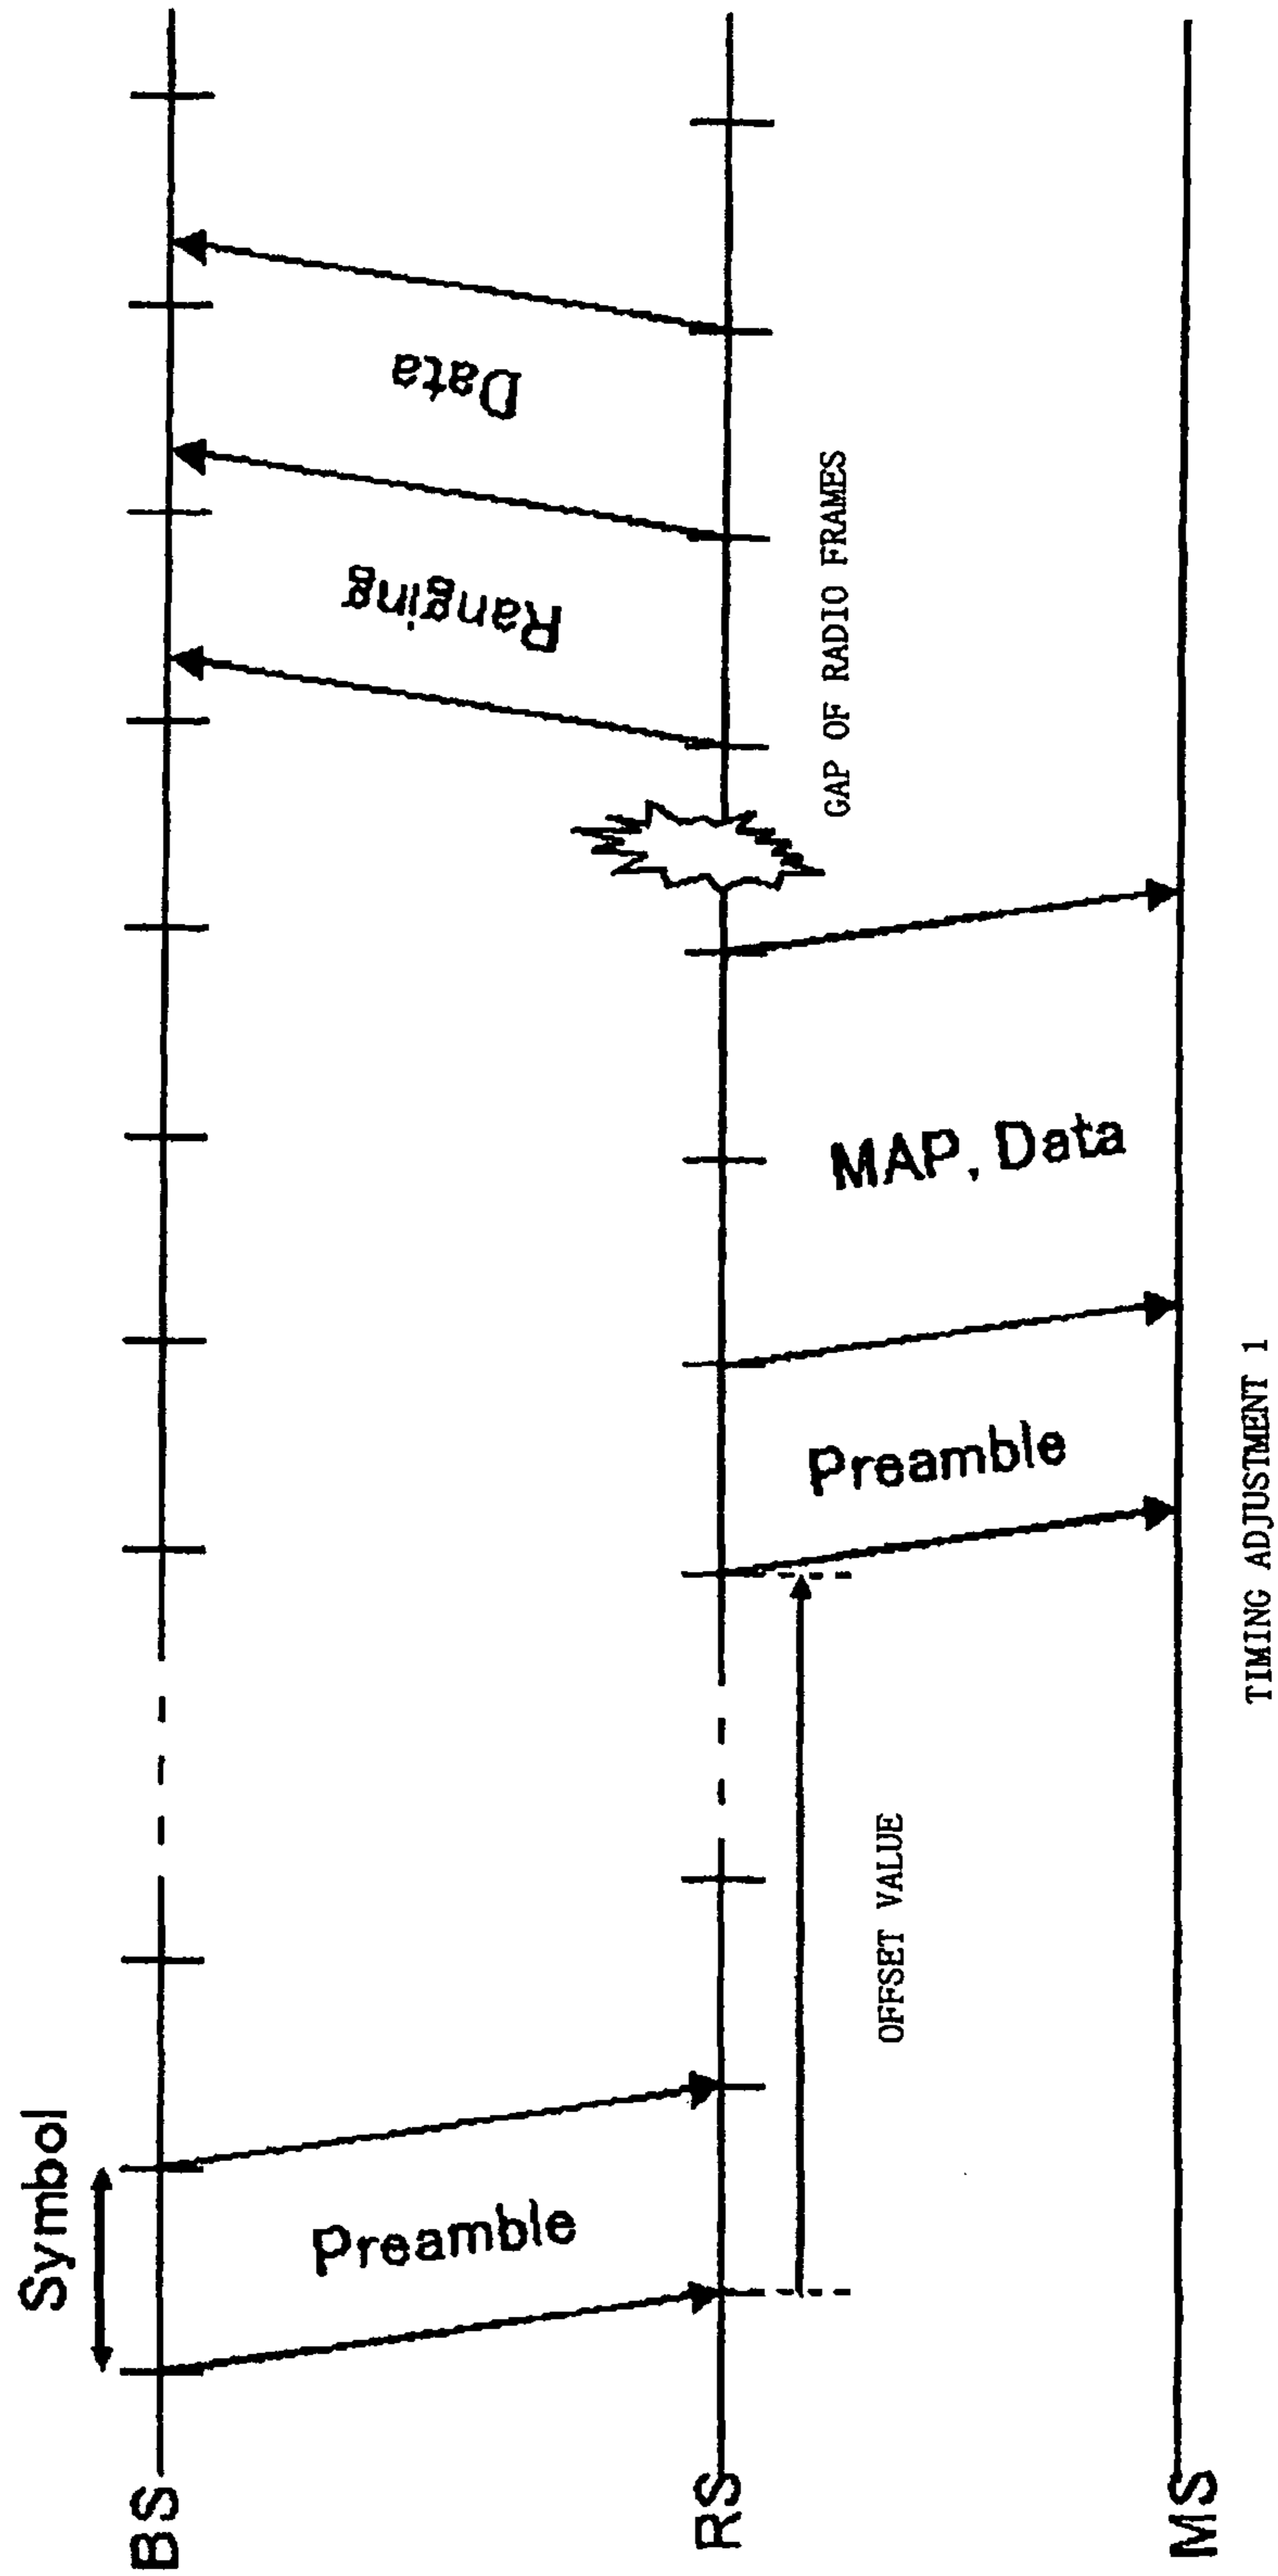 Symbol
BS
Preamble
Ranging
Data
RS
OFFSET VALUE
Preamble
MAP, Data
GAP OF RADIO FRAMES
MS
TIMING ADJUSTMENT 1